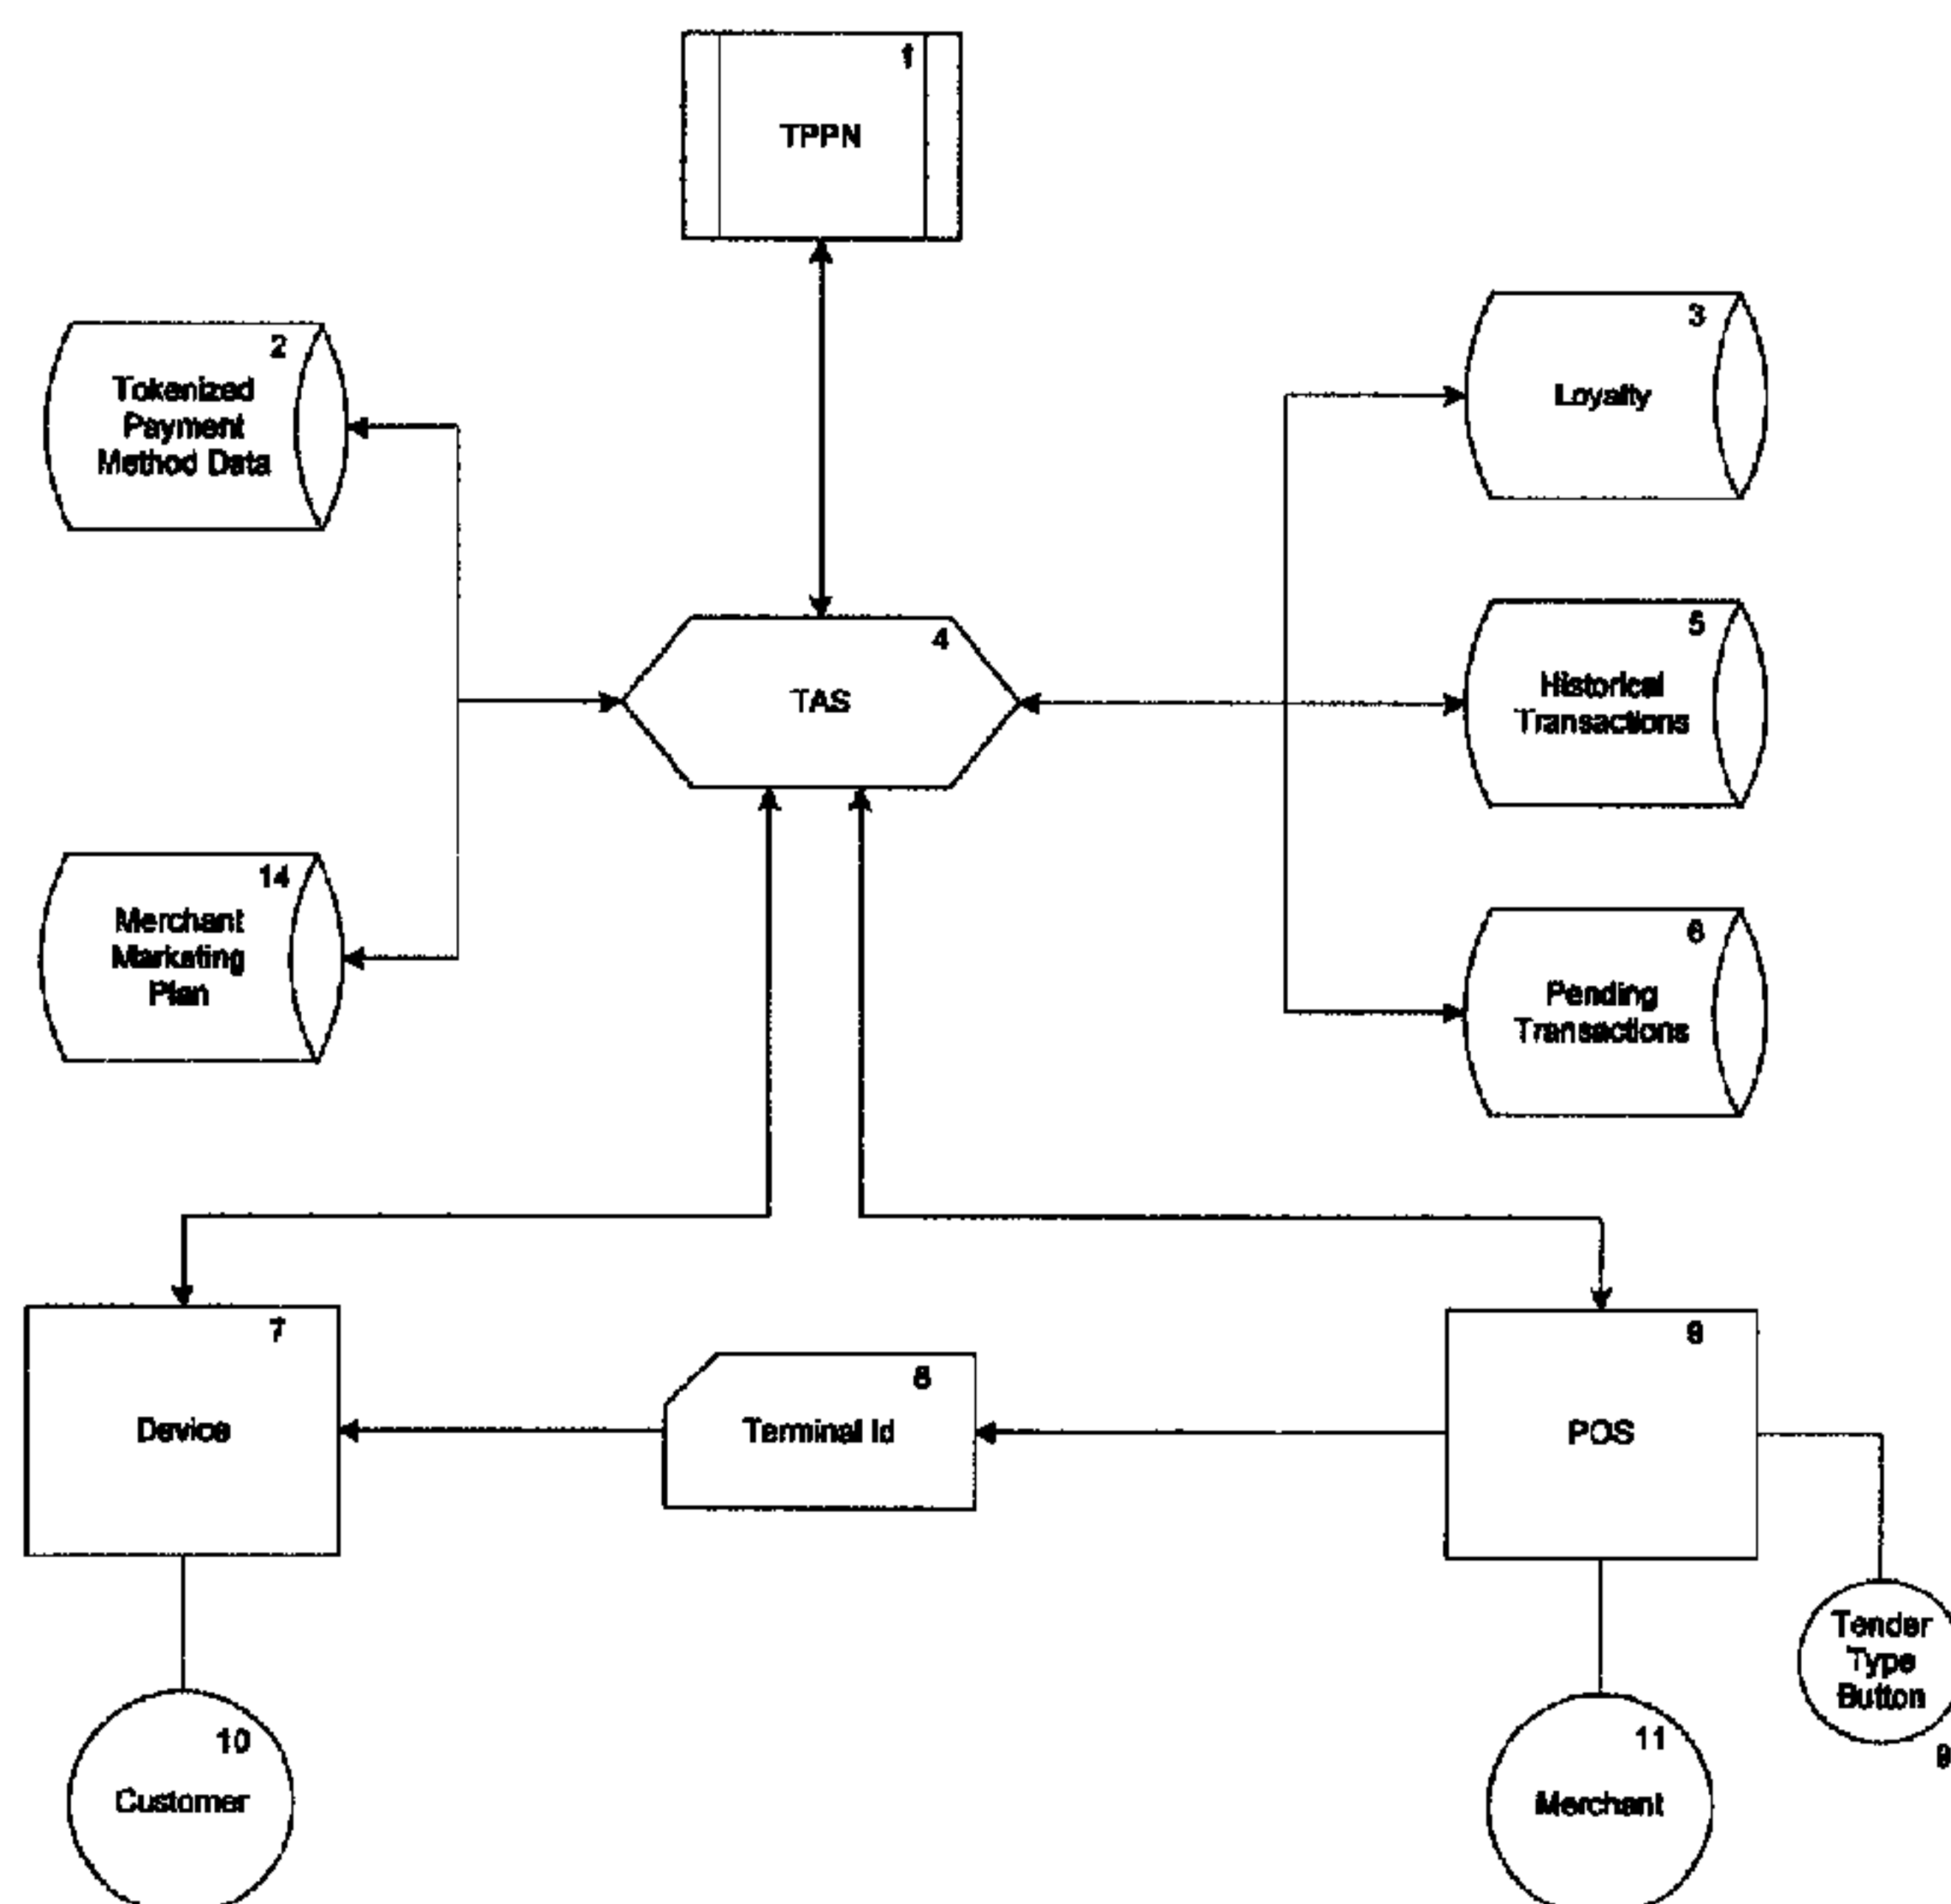 1
TPPN
2
Tokenized
Payment
Method Data
3
Loyalty
4
TAS
5
Historical
Transactions
14
Merchant
Marketing
Plan
6
Pending
Transactions
7
Device
8
Terminal Id
9
POS
Tender
Type
Button
10
Customer
11
Merchant